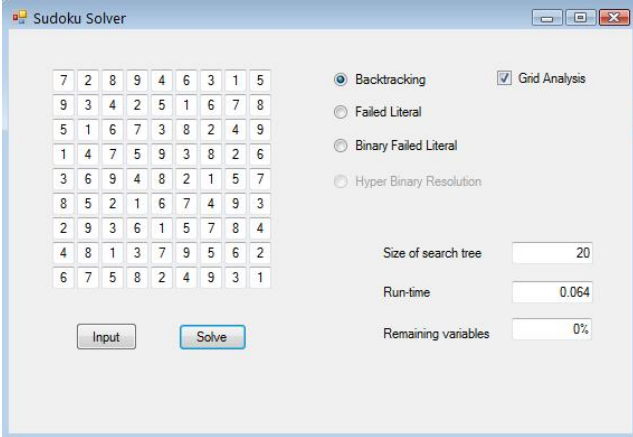 Sudoku Solver
7 2 8 9 4 6 3 1 5
9 3 4 2 5 1 6 7 8
5 1 6 7 3 8 2 4 9
1 4 7 5 9 3 8 2 6
3 6 9 4 8 2 1 5 7
8 5 2 1 6 7 4 9 3
2 9 3 6 1 5 7 8 4
4 8 1 3 7 9 5 6 2
6 7 5 8 2 4 9 3 1
Input Solve
Backtracking Grid Analysis
Failed Literal
Binary Failed Literal
Hyper Binary Resolution
Size of search tree 20
Run-time 0.064
Remaining variables 0%